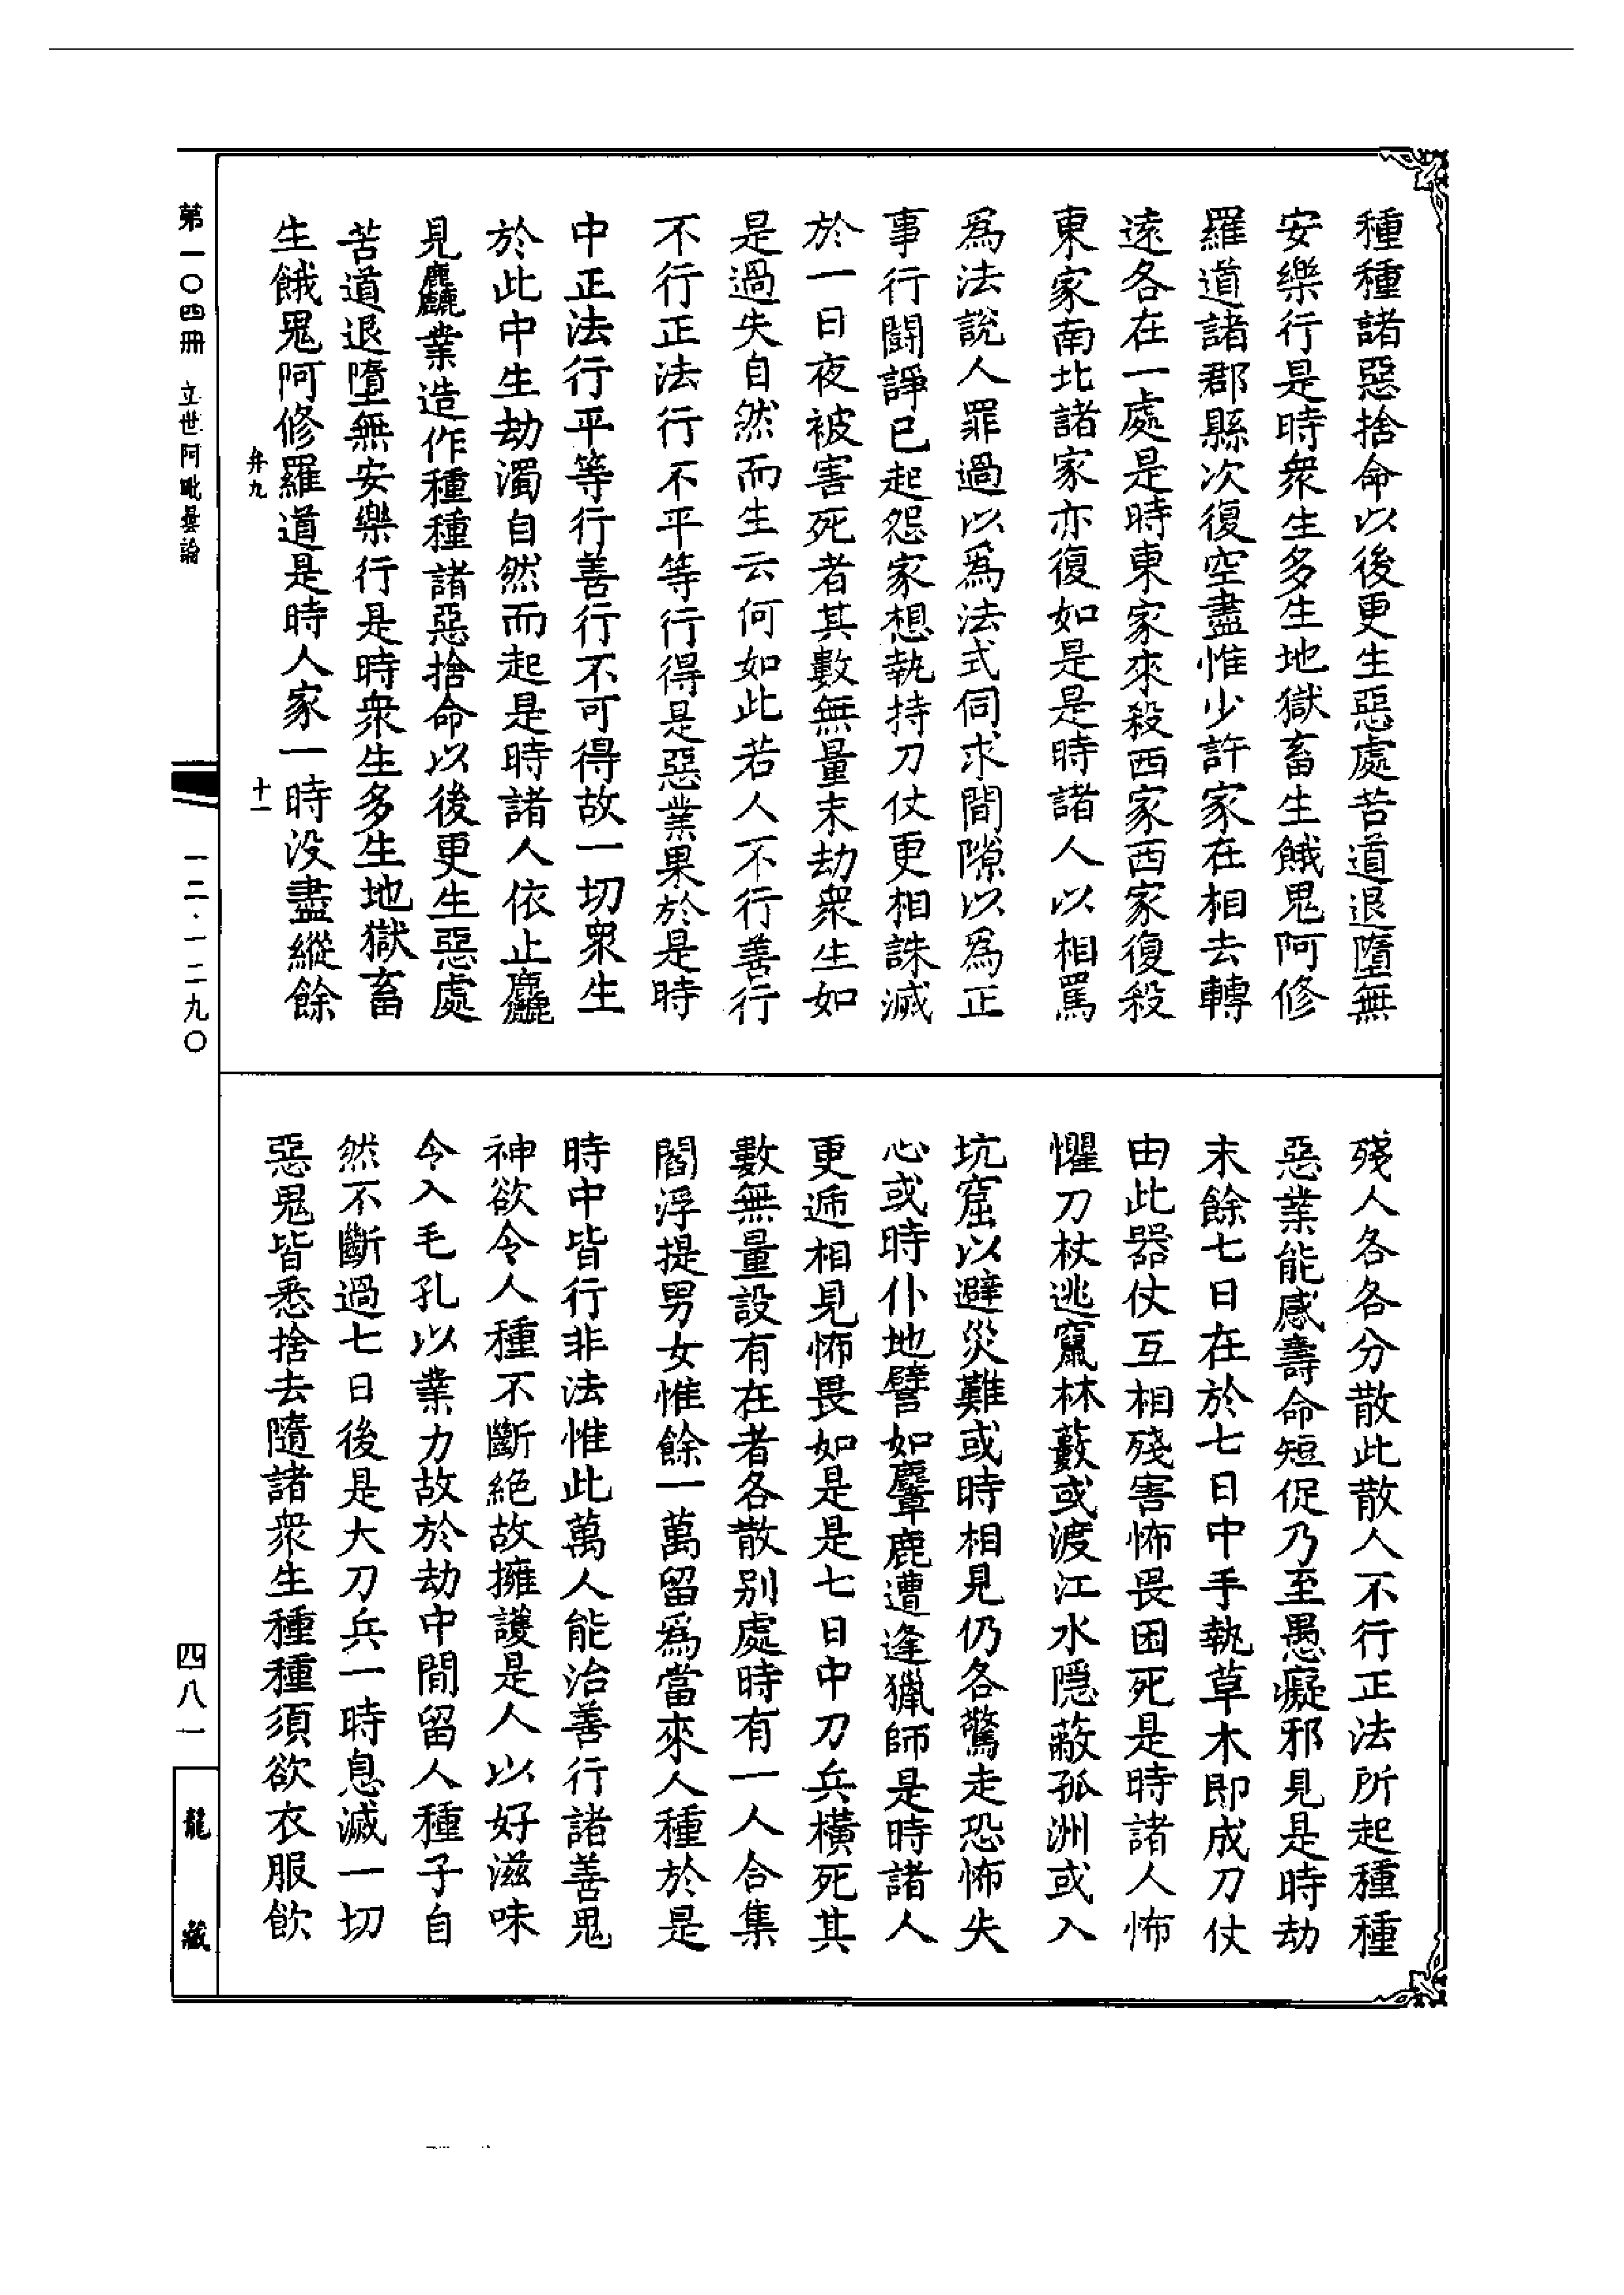 種種諸惡捨命以後更生惡處苦道退墮無
安樂行是時衆生多生地獄畜生餓鬼阿修
羅道諸郡縣次復空盡惟少許家在相去轉
遠各在一處是時東家來殺西家西家復殺
東家南北諸家亦復如是是時諸人以相罵
爲法說人罪過以爲法式伺求間隙以爲正
事行鬪諍已起怨家想執持刀仗更相誅滅
於一日夜被害死者其數無量末劫衆生如
是過失自然而生云何如此若人不行善行
不行正法行不平等行得是惡業果於是時
中正法行平等行善行不可得故一切衆生
於此中生劫濁自然而起是時諸人依止麤
見麤業造作種種諸惡捨命以後更生惡處
苦道退墮無安樂行是時衆生多生地獄畜
生餓鬼阿修羅道是時人家一時沒盡縱餘
弁九 十一
殘人各各分散此散人不行正法所起種種
惡業能感壽命短促乃至愚癡邪見是時劫
末餘七日在於七日中手執草木即成刀仗
由此器仗互相殘害怖畏困死是時諸人怖
懼刀杖逃竄林藪或渡江水隱蔽孤洲或入
坑窟以避災難或時相見仍各驚走恐怖失
心或時仆地譬如麞鹿遭逢獵師是時諸人
更遞相見怖畏如是是七日中刀兵橫死其
數無量設有在者各散別處時有一人合集
閻浮提男女惟餘一萬留爲當來人種於是
時中皆行非法惟此萬人能治善行諸善鬼
神欲令人種不斷絕故擁護是人以好滋味
令入毛孔以業力故於劫中間留人種子自
然不斷過七日後是大刀兵一時息滅一切
惡鬼皆悉捨去隨諸衆生種種須欲衣服飲
第一〇四冊 立世阿毗曇論
一二·一二九〇
四八一
龍藏